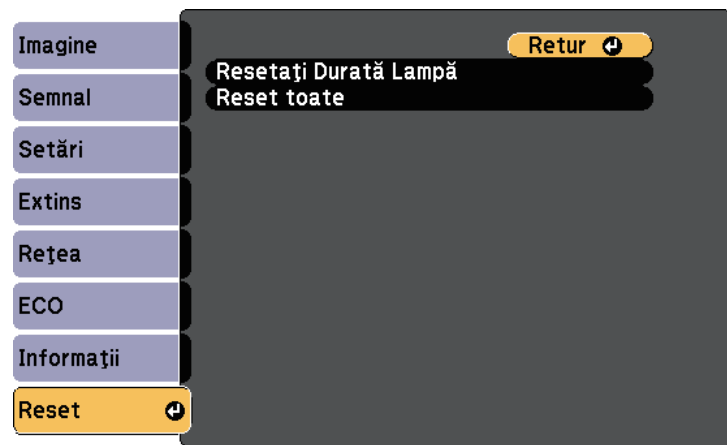 Imagine
Semnal
Setări
Extins
Reţea
ECO
Informaţii
Reset
Retur
Resetaţi Durată Lampă
Reset toate